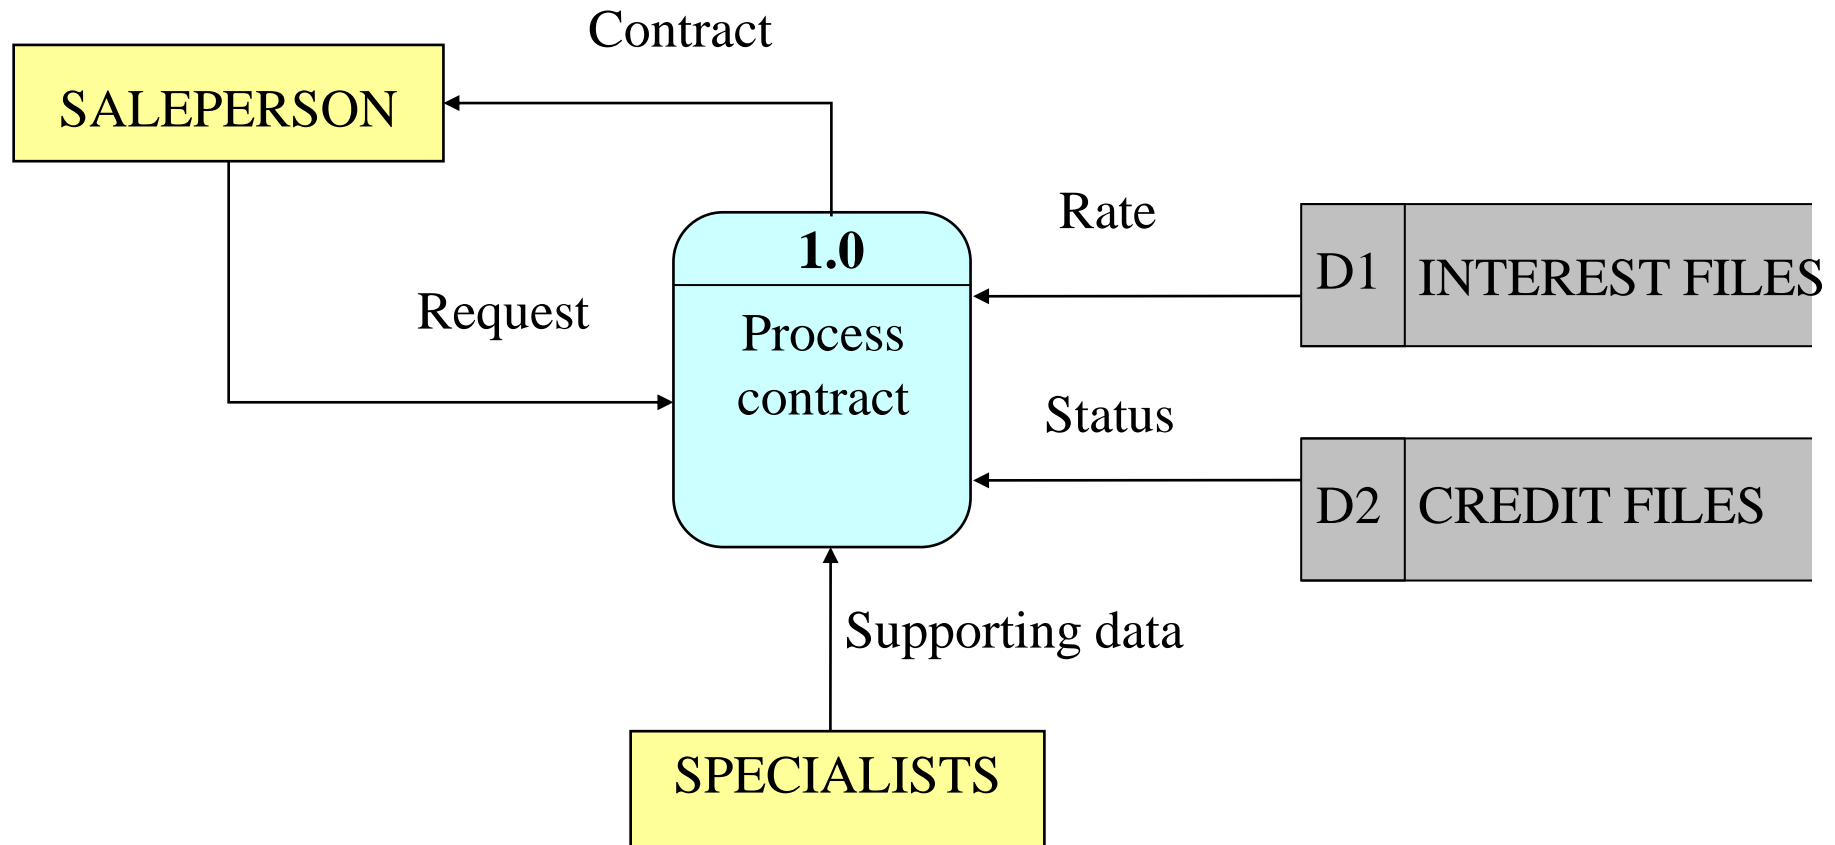 Contract
SALEPERSON
Rate
1.0
D1 INTEREST FILES
Request
Process
contract
Status
D2 CREDIT FILES
Supporting data
SPECIALISTS